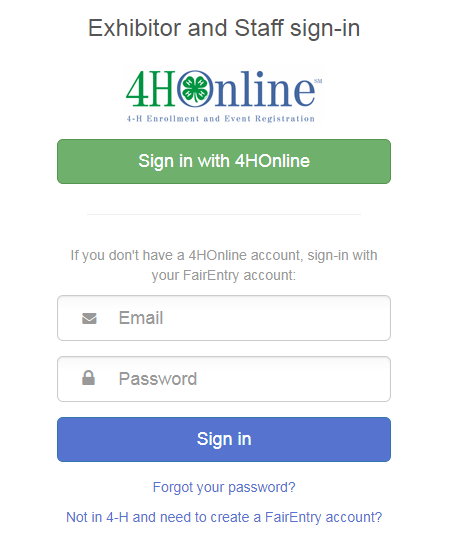 Exhibitor and Staff sign-in
4HOnline℠
4-H Enrollment and Event Registration
Sign in with 4HOnline
If you don't have a 4HOnline account, sign-in with
your FairEntry account:
Email
Password
Sign in
Forgot your password?
Not in 4-H and need to create a FairEntry account?